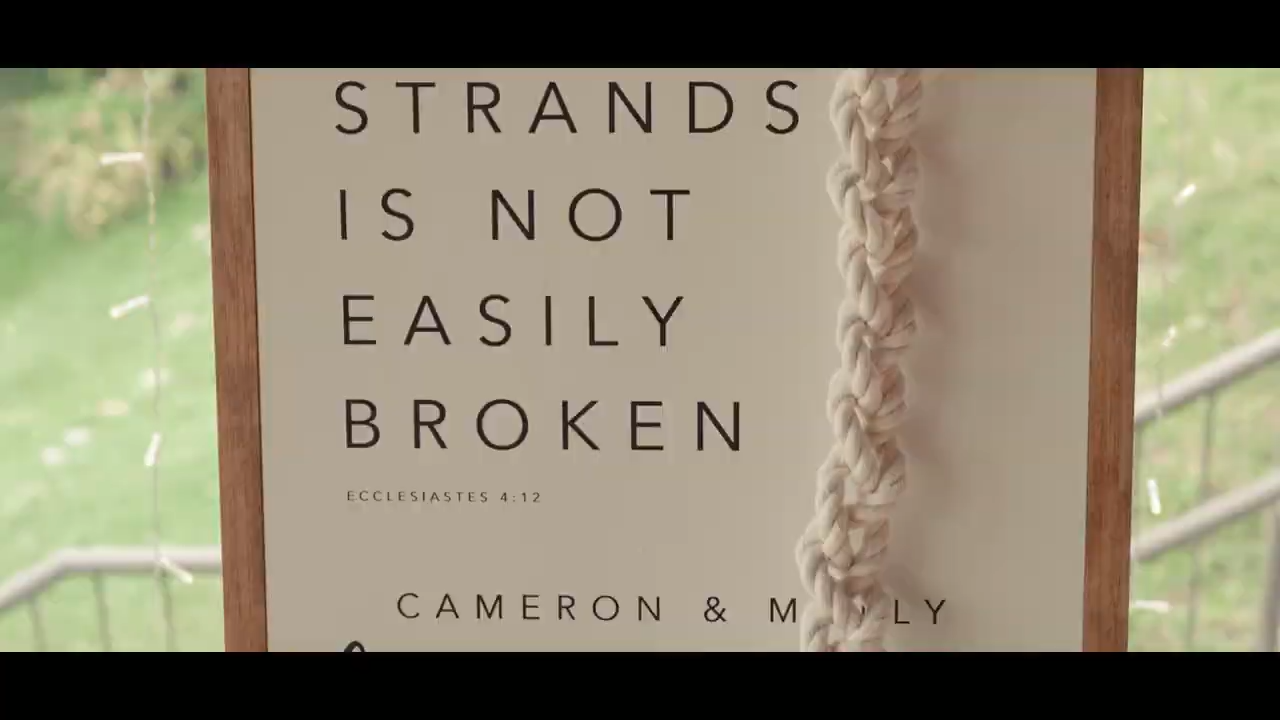 STRANDS
IS NOT
EASILY
BROKEN
ECCLESIASTES 4:12
CAMERON &